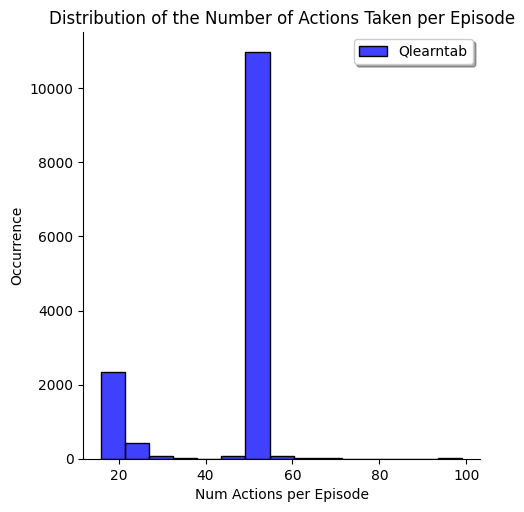 Distribution of the Number of Actions Taken per Episode
Qlearntab
10000
8000
6000
4000
2000
0
Occurrence
20 40 60 80 100
Num Actions per Episode